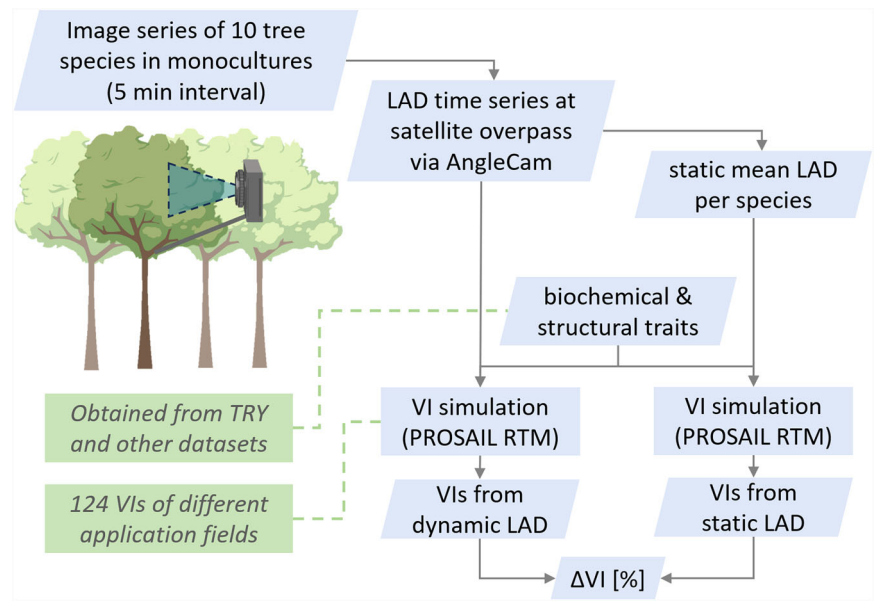 Image series of 10 tree
species in monocultures
(5 min interval)
LAD time series at
satellite overpass
via AngleCam
static mean LAD
per species
biochemical &
structural traits
Obtained from TRY
and other datasets
VI simulation
(PROSAIL RTM)
VI simulation
(PROSAIL RTM)
124 VIs of different
application fields
VIs from
dynamic LAD
VIs from
static LAD
ΔVI [%]